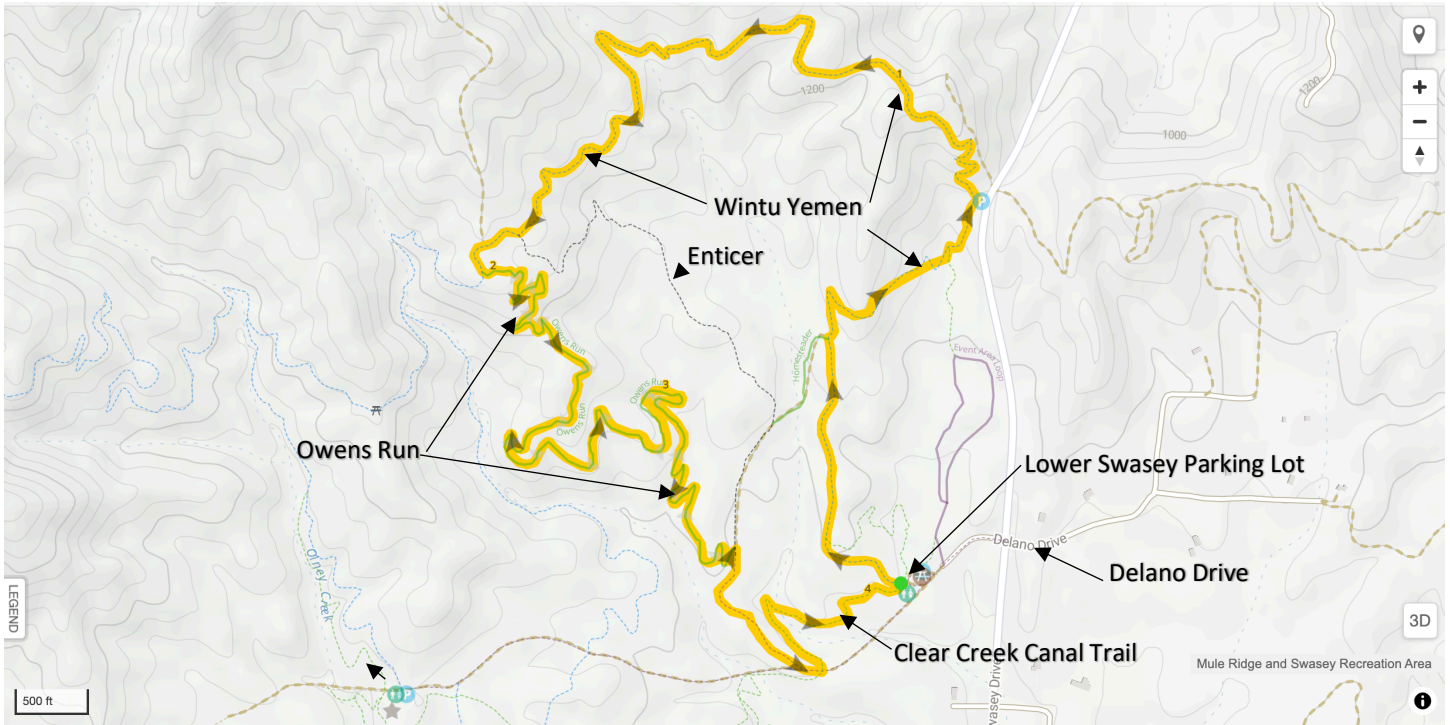 1
1200
1200
1000
P
Wintu Yemen
Enticer
2
Owens Run
Homesteader
Event Area Loop
3
Owens Run
Owens Run
Owens Run
Lower Swasey Parking Lot
Delano Drive
Delano Drive
4
Clear Creek Canal Trail
Olney Creek
LEGEND
3D
Mule Ridge and Swasey Recreation Area
P
500 ft